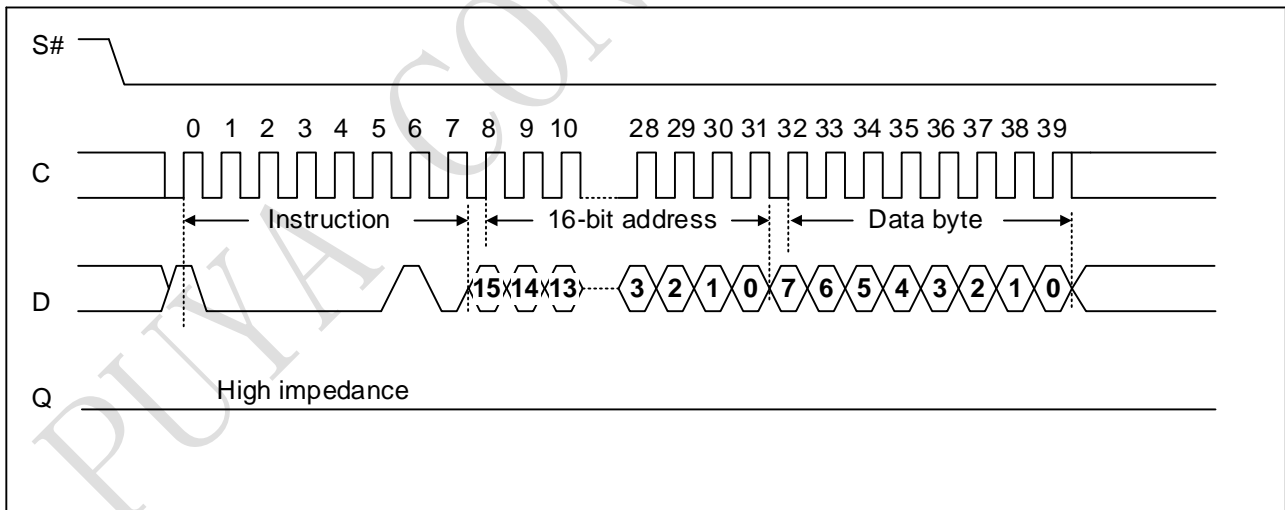 S#
0 1 2 3 4 5 6 7 8 9 10 28 29 30 31 32 33 34 35 36 37 38 39
C
Instruction 16-bit address Data byte
D 15 14 13 3 2 1 0 7 6 5 4 3 2 1 0
High impedance
Q
PUYA CON